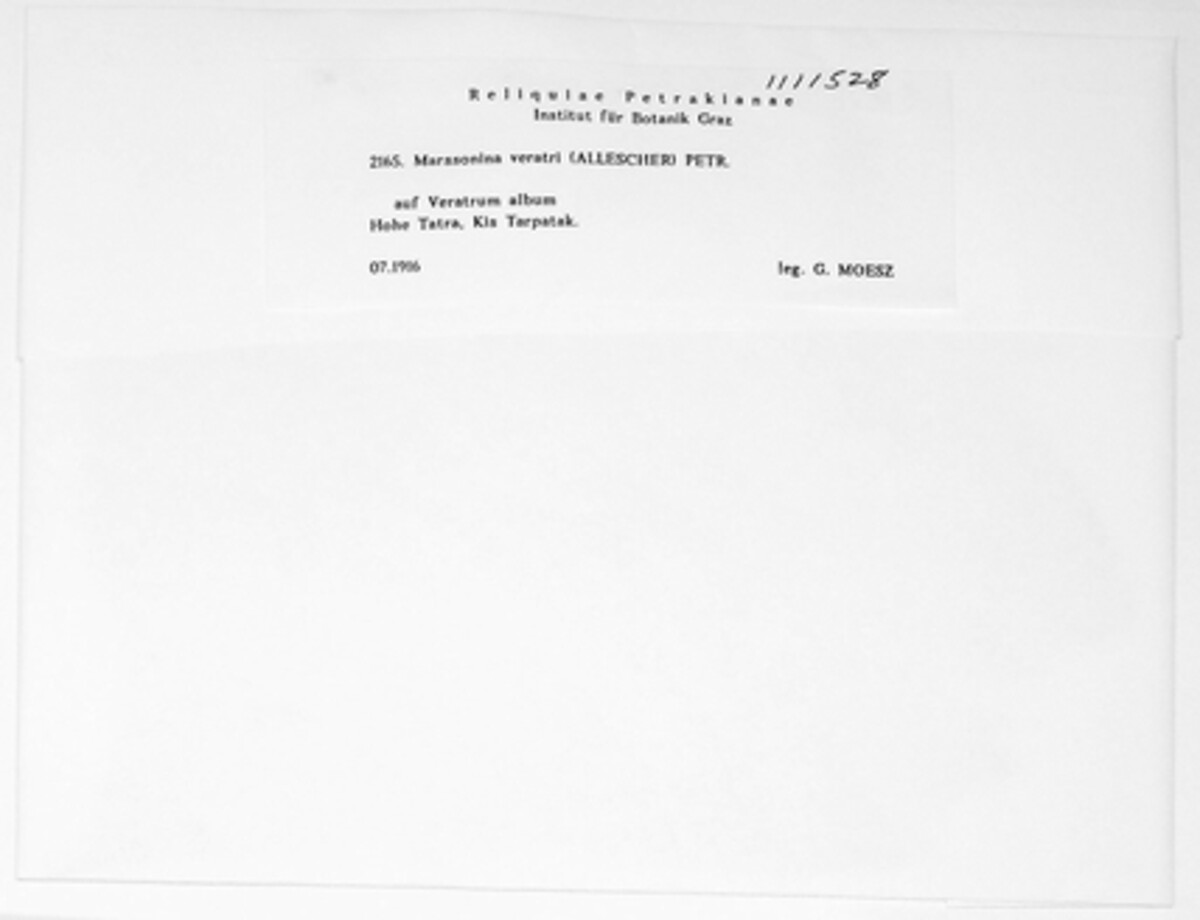 1111528
Reliquiae Petrakianae
Institut für Botanik Graz
2165. Marssonina veratri (ALLESCHER) PETR.
auf Veratrum album
Hohe Tatra, Kis Tarpatak.
07.1916
leg. G. MOESZ